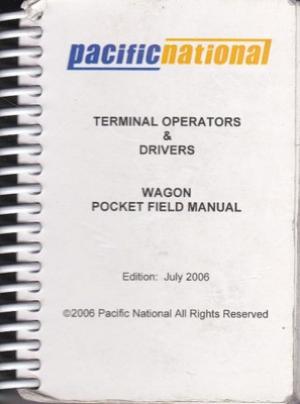 pacificnational
TERMINAL OPERATORS
&
DRIVERS
WAGON
POCKET FIELD MANUAL
Edition: July 2006
©2006 Pacific National All Rights Reserved